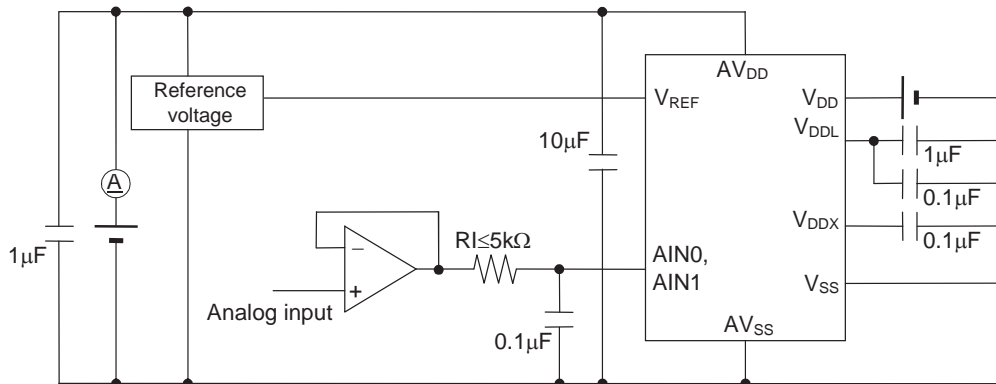 AVDD
Reference
voltage
VREF
VDD
VDDL
10μF
1μF
A
0.1μF
VDDX
0.1μF
1μF
−
RI≤5kΩ
AIN0,
AIN1
VSS
+
Analog input
0.1μF
AVSS